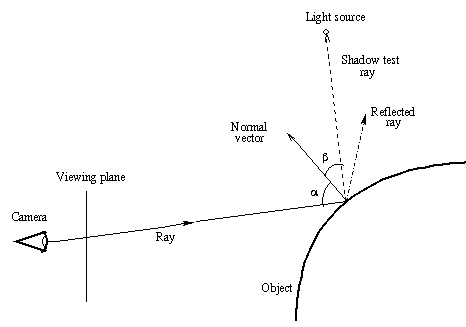 Light source
Shadow test
ray
Reflected
ray
Normal
vector
β
α
Viewing plane
Camera
Ray
Object